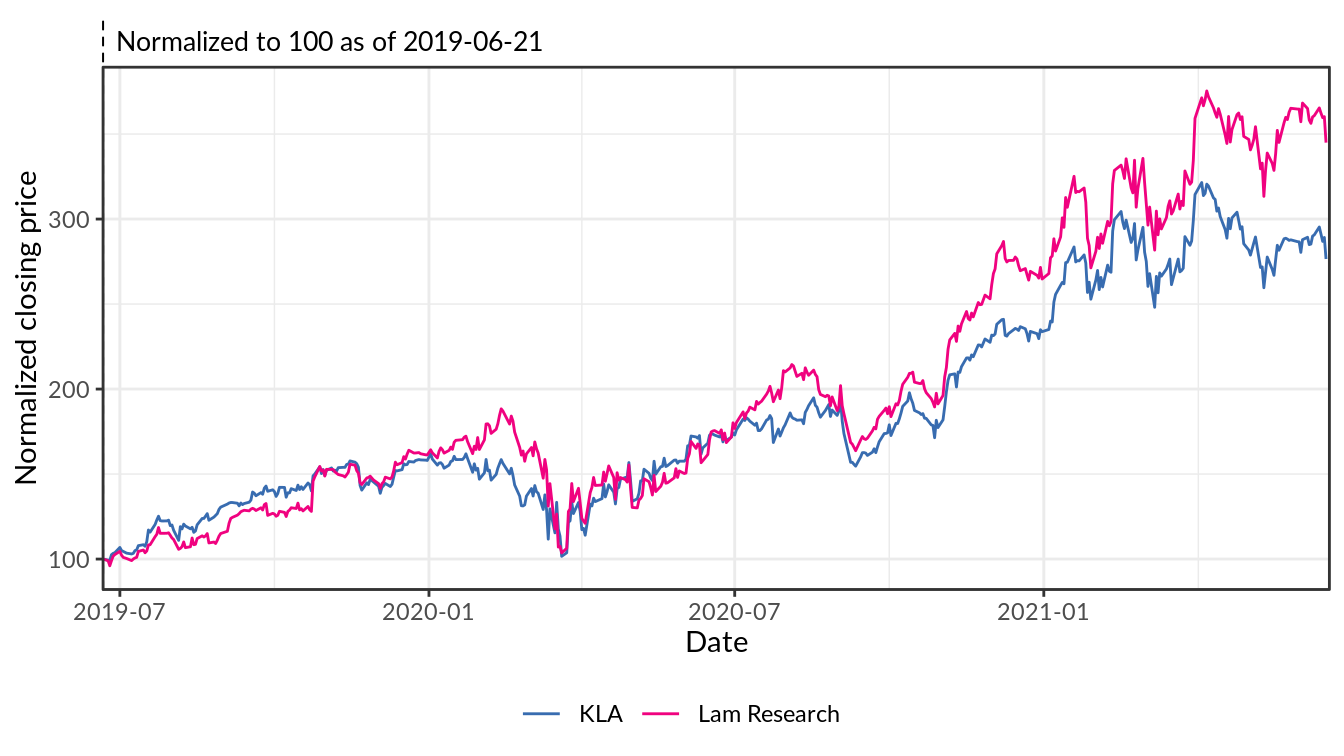 Normalized to 100 as of 2019-06-21
Normalized closing price
300
200
100
2019-07 2020-01 2020-07 2021-01
Date
KLA Lam Research